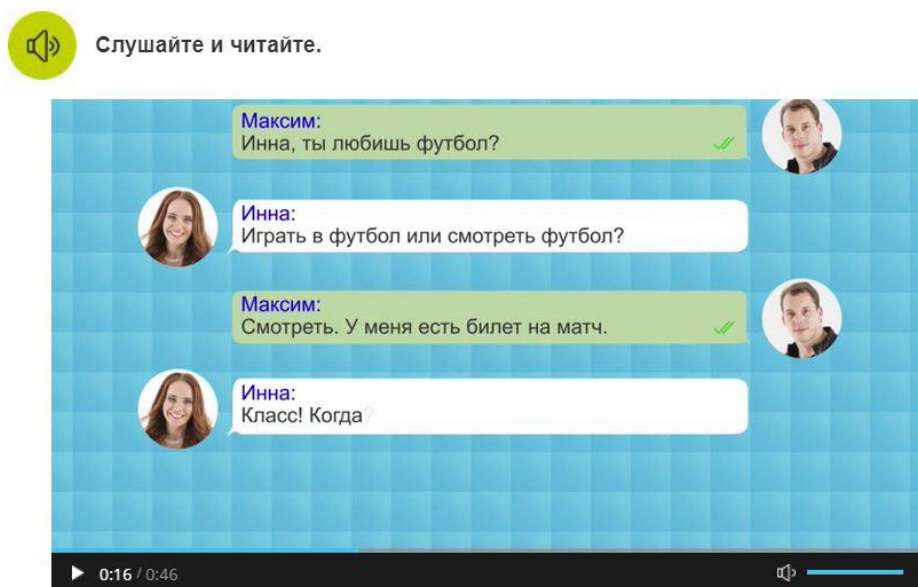 Слушайте и читайте.
Максим:
Инна, ты любишь футбол?
Инна:
Играть в футбол или смотреть футбол?
Максим:
Смотреть. У меня есть билет на матч.
Инна:
Класс! Когда?
0:16 / 0:46